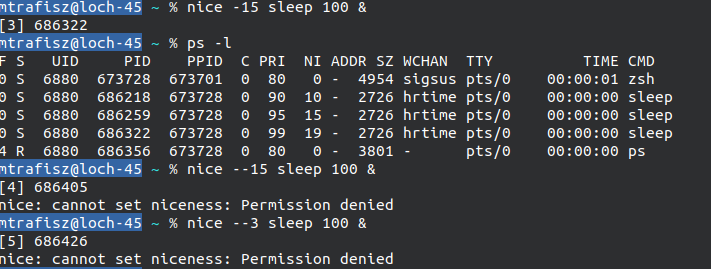 mtrafisz@loch-45 ~ % nice -15 sleep 100 &
[3] 686322
mtrafisz@loch-45 ~ % ps -l
F S   UID     PID    PPID  C PRI  NI ADDR SZ WCHAN  TTY          TIME CMD
0 S  6880  673728  673701  0  80   0 -  4954 sigsus pts/0    00:00:01 zsh
0 S  6880  686218  673728  0  90  10 -  2726 hrtime pts/0    00:00:00 sleep
0 S  6880  686259  673728  0  95  15 -  2726 hrtime pts/0    00:00:00 sleep
0 S  6880  686322  673728  0  99  19 -  2726 hrtime pts/0    00:00:00 sleep
4 R  6880  686356  673728  0  80   0 -  3801 -      pts/0    00:00:00 ps
mtrafisz@loch-45 ~ % nice --15 sleep 100 &
[4] 686405
nice: cannot set niceness: Permission denied
mtrafisz@loch-45 ~ % nice --3 sleep 100 &
[5] 686426
nice: cannot set niceness: Permission denied